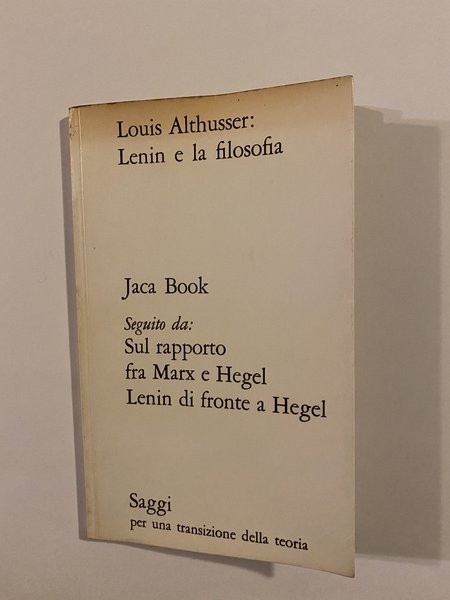 Louis Althusser:
Lenin e la filosofia
Jaca Book
Seguito da:
Sul rapporto
fra Marx e Hegel
Lenin di fronte a Hegel
Saggi
per una transizione della teoria